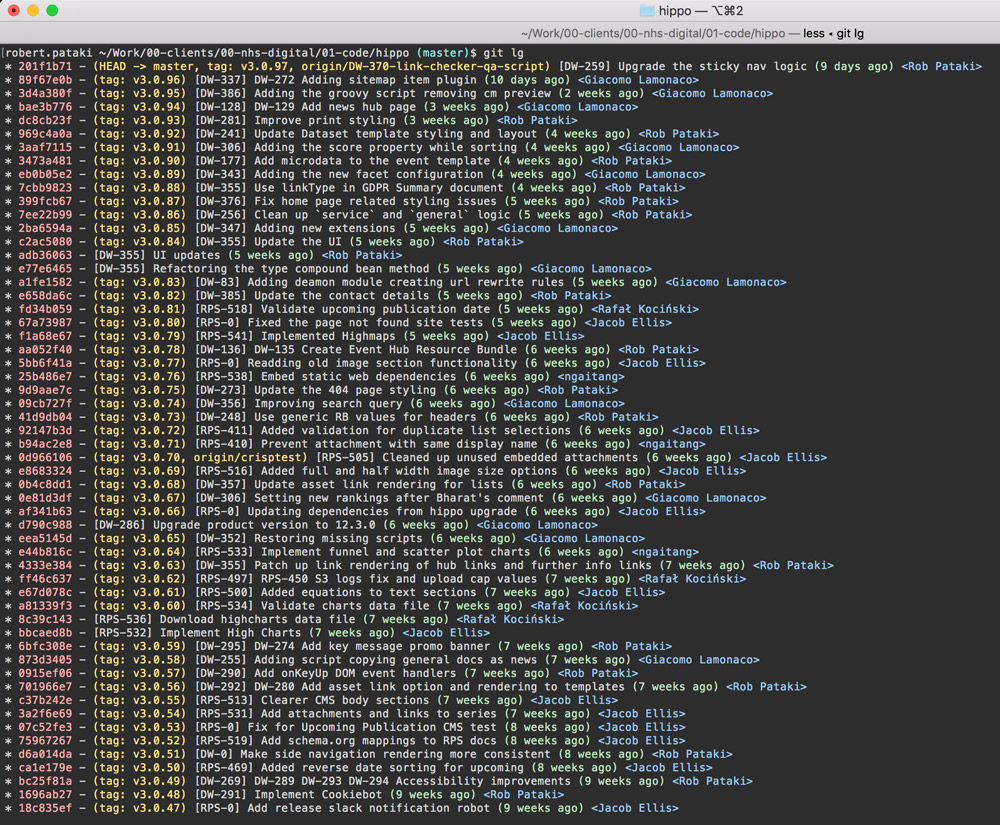 hippo — ⌥⌘2
~/Work/00-clients/00-nhs-digital/01-code/hippo — less ◂ git lg
[robert.pataki ~/Work/00-clients/00-nhs-digital/01-code/hippo (master)$ git lg
* 201f1b71 - (HEAD -> master, tag: v3.0.97, origin/DW-370-link-checker-qa-script) [DW-259] Upgrade the sticky nav logic (9 days ago) <Rob Pataki>
* 89f67e0b - (tag: v3.0.96) [DW-337] DW-272 Adding sitemap item plugin (10 days ago) <Giacomo Lamonaco>
* 3d4a380f - (tag: v3.0.95) [DW-386] Adding the groovy script removing cm preview (2 weeks ago) <Giacomo Lamonaco>
* bae3b776 - (tag: v3.0.94) [DW-128] DW-129 Add news hub page (3 weeks ago) <Giacomo Lamonaco>
* dc8cb23f - (tag: v3.0.93) [DW-281] Improve print styling (3 weeks ago) <Rob Pataki>
* 969c4a0a - (tag: v3.0.92) [DW-241] Update Dataset template styling and layout (4 weeks ago) <Rob Pataki>
* 3aaf7115 - (tag: v3.0.91) [DW-306] Adding the score property while sorting (4 weeks ago) <Giacomo Lamonaco>
* 3473a481 - (tag: v3.0.90) [DW-177] Add microdata to the event template (4 weeks ago) <Rob Pataki>
* eb0b05e2 - (tag: v3.0.89) [DW-343] Adding the new facet configuration (4 weeks ago) <Giacomo Lamonaco>
* 7cbb9823 - (tag: v3.0.88) [DW-355] Use linkType in GDPR Summary document (4 weeks ago) <Rob Pataki>
* 399fcb67 - (tag: v3.0.87) [DW-376] Fix home page related styling issues (5 weeks ago) <Rob Pataki>
* 7ee22b99 - (tag: v3.0.86) [DW-256] Clean up `service` and `general` logic (5 weeks ago) <Rob Pataki>
* 2ba6594a - (tag: v3.0.85) [DW-347] Adding new extensions (5 weeks ago) <Giacomo Lamonaco>
* c2ac5080 - (tag: v3.0.84) [DW-355] Update the UI (5 weeks ago) <Rob Pataki>
* adb36063 - [DW-355] UI updates (5 weeks ago) <Rob Pataki>
* e77e6465 - [DW-355] Refactoring the type compound bean method (5 weeks ago) <Giacomo Lamonaco>
* a1fe1582 - (tag: v3.0.83) [DW-83] Adding deamon module creating url rewrite rules (5 weeks ago) <Giacomo Lamonaco>
* e658da6c - (tag: v3.0.82) [DW-385] Update the contact details (5 weeks ago) <Rob Pataki>
* fd34b059 - (tag: v3.0.81) [RPS-518] Validate upcoming publication date (5 weeks ago) <Rafał Kociński>
* 67a73987 - (tag: v3.0.80) [RPS-0] Fixed the page not found site tests (5 weeks ago) <Jacob Ellis>
* f1a68e67 - (tag: v3.0.79) [RPS-541] Implemented Highmaps (5 weeks ago) <Jacob Ellis>
* aa052f40 - (tag: v3.0.78) [DW-136] DW-135 Create Event Hub Resource Bundle (6 weeks ago) <Rob Pataki>
* 5bb6f41a - (tag: v3.0.77) [RPS-0] Readding old image section functionality (6 weeks ago) <Jacob Ellis>
* 25b486e7 - (tag: v3.0.76) [RPS-538] Embed static web dependencies (6 weeks ago) <ngaitang>
* 9d9aae7c - (tag: v3.0.75) [DW-273] Update the 404 page styling (6 weeks ago) <Rob Pataki>
* 09cb727f - (tag: v3.0.74) [DW-356] Improving search query (6 weeks ago) <Giacomo Lamonaco>
* 41d9db04 - (tag: v3.0.73) [DW-248] Use generic RB values for headers (6 weeks ago) <Rob Pataki>
* 92147b3d - (tag: v3.0.72) [RPS-411] Added validation for duplicate list selections (6 weeks ago) <Jacob Ellis>
* b94ac2e8 - (tag: v3.0.71) [RPS-410] Prevent attachment with same display name (6 weeks ago) <ngaitang>
* 0d966106 - (tag: v3.0.70, origin/crisptest) [RPS-505] Cleaned up unused embedded attachments (6 weeks ago) <Jacob Ellis>
* e8683324 - (tag: v3.0.69) [RPS-516] Added full and half width image size options (6 weeks ago) <Jacob Ellis>
* 0b4c8dd1 - (tag: v3.0.68) [DW-357] Update asset link rendering for lists (6 weeks ago) <Rob Pataki>
* 0e81d3df - (tag: v3.0.67) [DW-306] Setting new rankings after Bharat's comment (6 weeks ago) <Giacomo Lamonaco>
* af341b63 - (tag: v3.0.66) [RPS-0] Updating dependencies from hippo upgrade (6 weeks ago) <Jacob Ellis>
* d790c988 - [DW-286] Upgrade product version to 12.3.0 (6 weeks ago) <Giacomo Lamonaco>
* eea5145d - (tag: v3.0.65) [DW-352] Restoring missing scripts (6 weeks ago) <Giacomo Lamonaco>
* e44b816c - (tag: v3.0.64) [RPS-533] Implement funnel and scatter plot charts (6 weeks ago) <ngaitang>
* 4333e384 - (tag: v3.0.63) [DW-355] Patch up link rendering of hub links and further info links (7 weeks ago) <Rob Pataki>
* ff46c637 - (tag: v3.0.62) [RPS-497] RPS-450 S3 logs fix and upload cap values (7 weeks ago) <Rafał Kociński>
* e67d078c - (tag: v3.0.61) [RPS-500] Added equations to text sections (7 weeks ago) <Jacob Ellis>
* a81339f3 - (tag: v3.0.60) [RPS-534] Validate charts data file (7 weeks ago) <Rafał Kociński>
* 8c39c143 - [RPS-536] Download highcharts data file (7 weeks ago) <Rafał Kociński>
* bbcaed8b - [RPS-532] Implement High Charts (7 weeks ago) <Jacob Ellis>
* 6bfc308e - (tag: v3.0.59) [DW-295] DW-274 Add key message promo banner (7 weeks ago) <Rob Pataki>
* 873d3405 - (tag: v3.0.58) [DW-255] Adding script copying general docs as news (7 weeks ago) <Giacomo Lamonaco>
* 0915ef06 - (tag: v3.0.57) [DW-290] Add onKeyUp DOM event handlers (7 weeks ago) <Rob Pataki>
* 701966e7 - (tag: v3.0.56) [DW-292] DW-280 Add asset link option and rendering to templates (7 weeks ago) <Rob Pataki>
* c37b242e - (tag: v3.0.55) [RPS-513] Clearer CMS body sections (7 weeks ago) <Jacob Ellis>
* 3a2f6e69 - (tag: v3.0.54) [RPS-531] Add attachments and links to series (7 weeks ago) <Jacob Ellis>
* 07c52fe3 - (tag: v3.0.53) [RPS-0] Fix for Upcoming Publication CMS test (8 weeks ago) <Jacob Ellis>
* 75967267 - (tag: v3.0.52) [RPS-519] Add schema.org mappings to RPS docs (8 weeks ago) <Jacob Ellis>
* d6a014da - (tag: v3.0.51) [DW-0] Make side navigation rendering more consistent (8 weeks ago) <Rob Pataki>
* ca1e179e - (tag: v3.0.50) [RPS-469] Added reverse date sorting for upcoming (8 weeks ago) <Jacob Ellis>
* bc25f81a - (tag: v3.0.49) [DW-269] DW-289 DW-293 DW-294 Accessibility improvements (9 weeks ago) <Rob Pataki>
* 1696ab27 - (tag: v3.0.48) [DW-291] Implement Cookiebot (9 weeks ago) <Rob Pataki>
* 18c835ef - (tag: v3.0.47) [RPS-0] Add release slack notification robot (9 weeks ago) <Jacob Ellis>